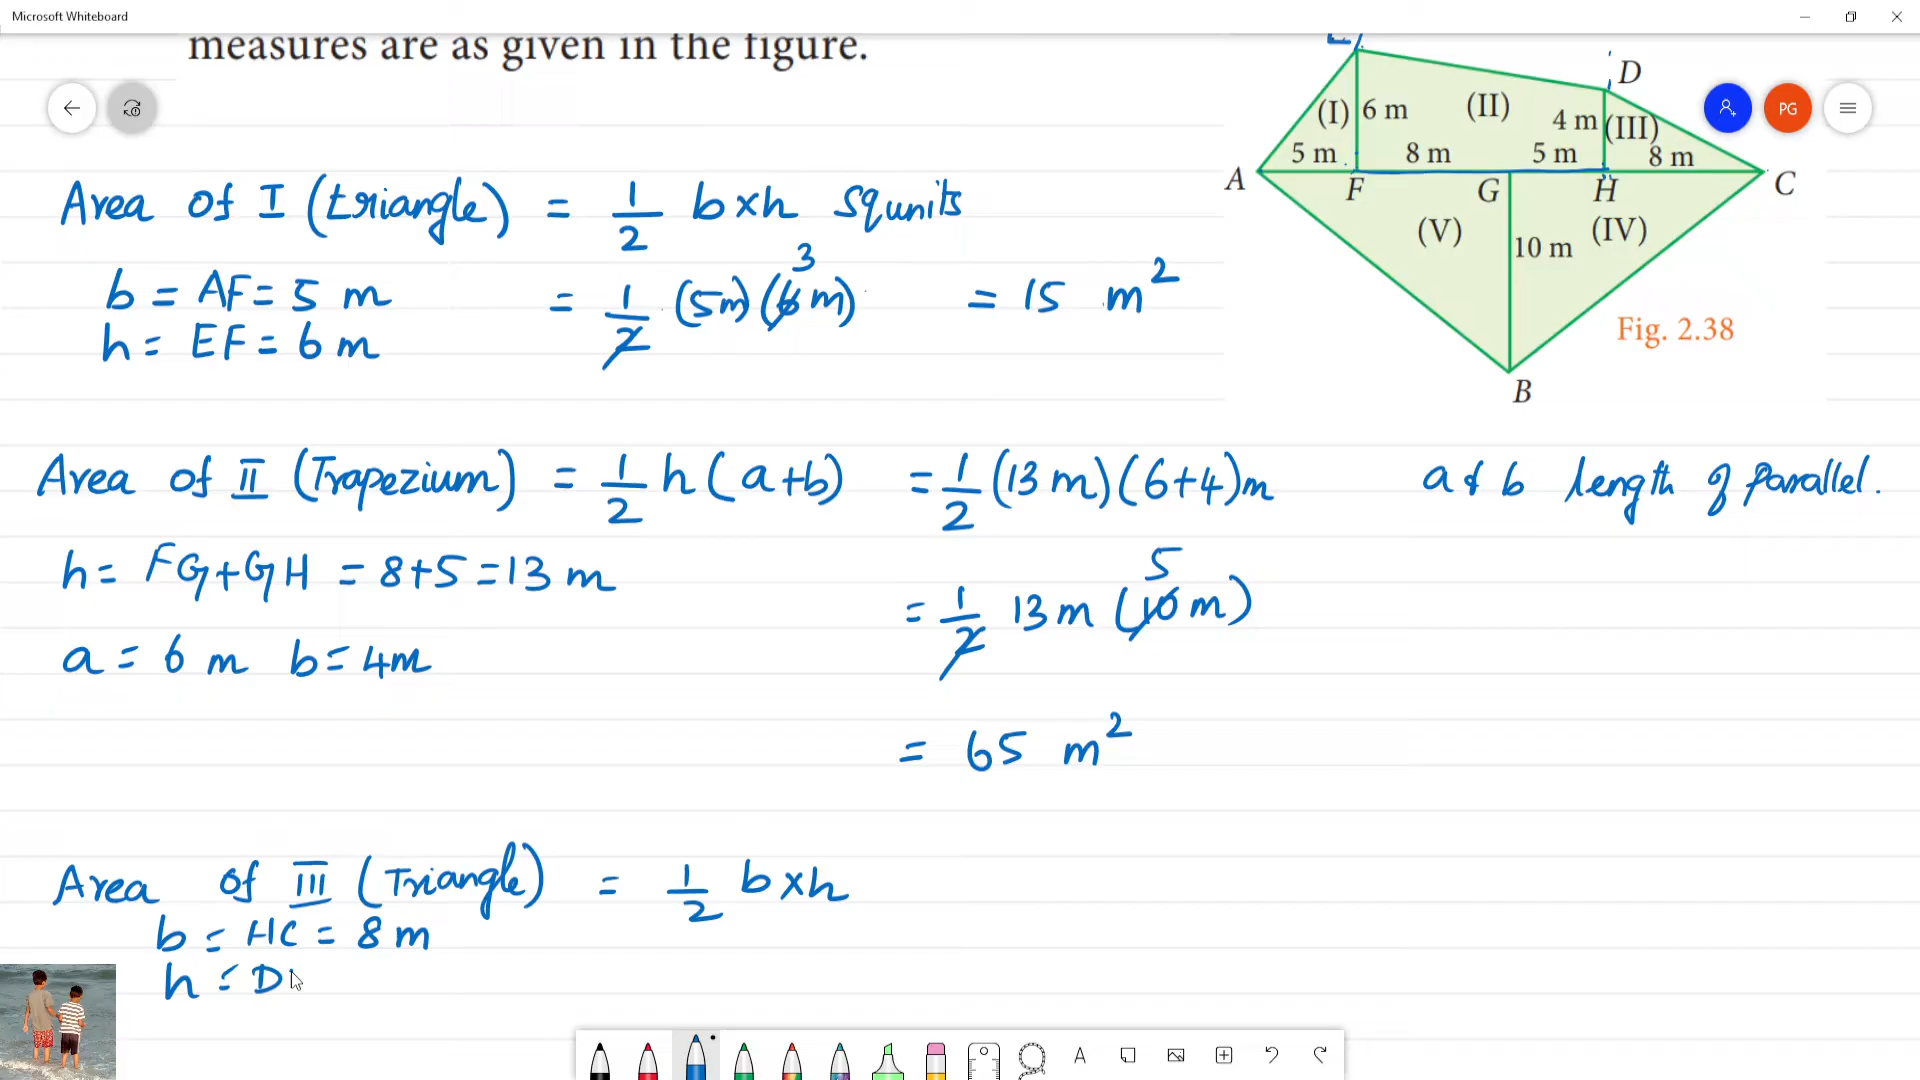 Microsoft Whiteboard
measures are as given in the figure.
D
(I) 6 m (II) 4 m (III)
5 m 8 m 5 m 8 m
A F G H C
(V) 10 m (IV)
Fig. 2.38
B
PG
Area of I (triangle) = 1/2 b×h sq units
b = AF = 5 m = 1/2 (5m) (6 m) 3 = 15 m²
h = EF = 6 m
Area of II (Trapezium) = 1/2 h (a+b) = 1/2 (13 m) (6+4) m a & b length of parallel.
h = FG+GH = 8+5 = 13 m
= 1/2 13 m (10 m) 5
a = 6 m b = 4m
= 65 m²
Area of III (Triangle) = 1/2 b×h
b = HC = 8 m
h = D
A